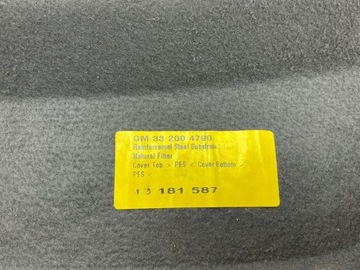 GM 33 200 4790
Reinforcement Steel Substrate
Natural Fiber
Cover Top > PES < Cover Bottom >
PES <
13 181 587